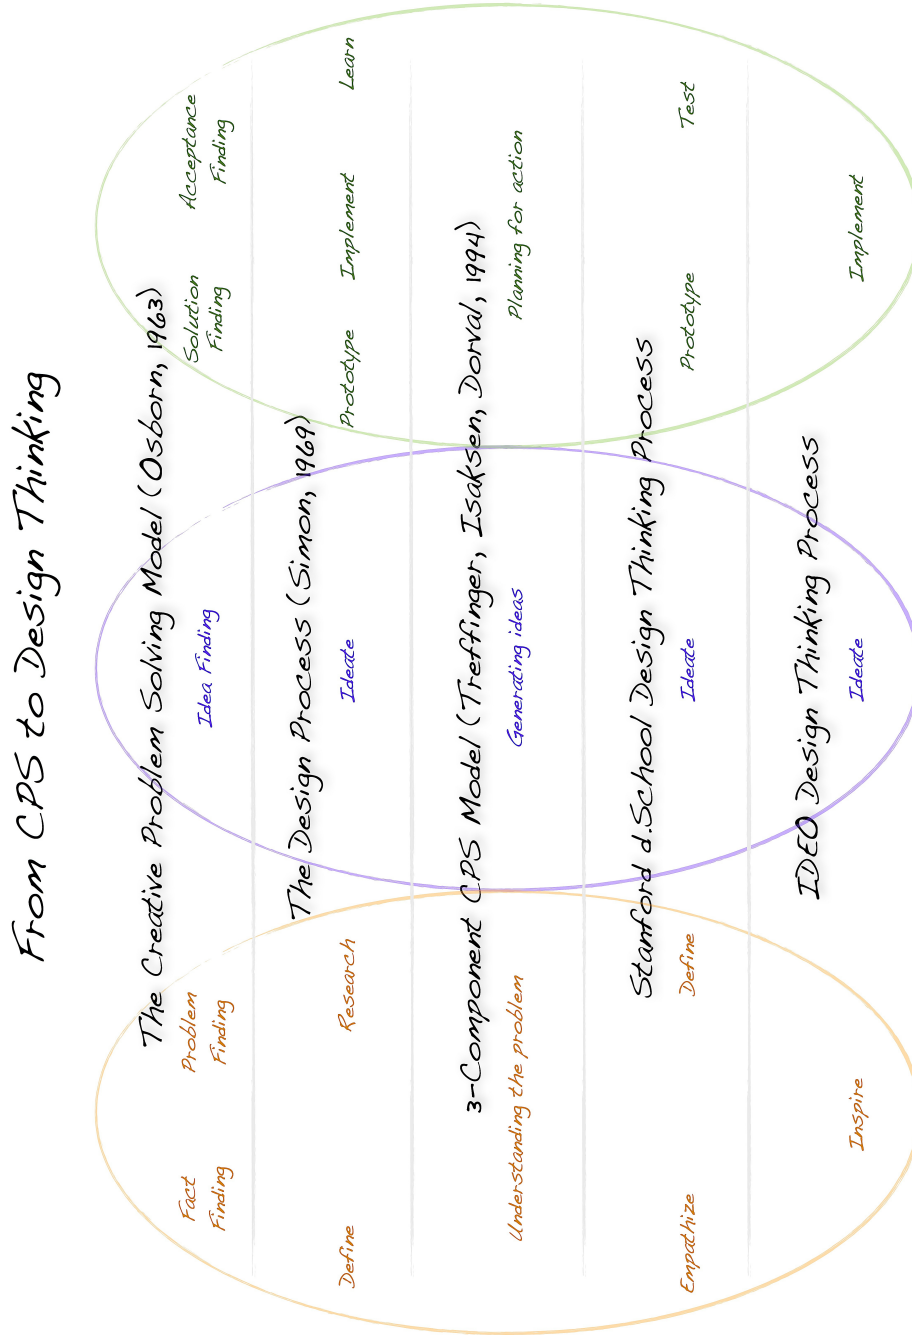 From CPS to Design Thinking
The Creative Problem Solving Model (Osborn, 1963)
Fact
Finding
Problem
Finding
Idea Finding
Solution
Finding
Acceptance
Finding
The Design Process (Simon, 1969)
Define
Research
Ideate
Prototype
Implement
Learn
3-Component CPS Model (Treffinger, Isaksen, Dorval, 1994)
Understanding the problem
Generating ideas
Planning for action
Stanford d.School Design Thinking Process
Empathize
Define
Ideate
Prototype
Test
IDEO Design Thinking Process
Inspire
Ideate
Implement